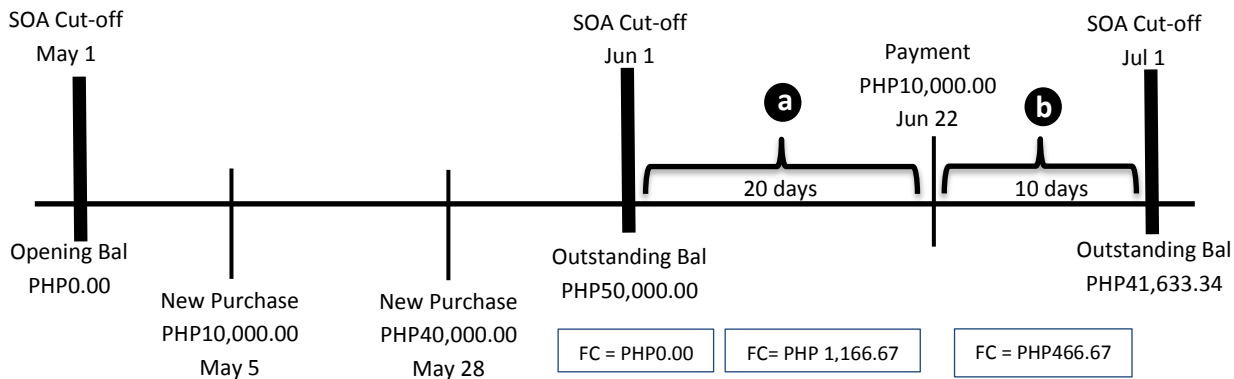 SOA Cut-off
May 1
SOA Cut-off
Jun 1
Payment
PHP10,000.00
Jun 22
SOA Cut-off
Jul 1
a
b
20 days
10 days
Opening Bal
PHP0.00
New Purchase
PHP10,000.00
May 5
New Purchase
PHP40,000.00
May 28
Outstanding Bal
PHP50,000.00
Outstanding Bal
PHP41,633.34
FC = PHP0.00
FC= PHP 1,166.67
FC = PHP466.67